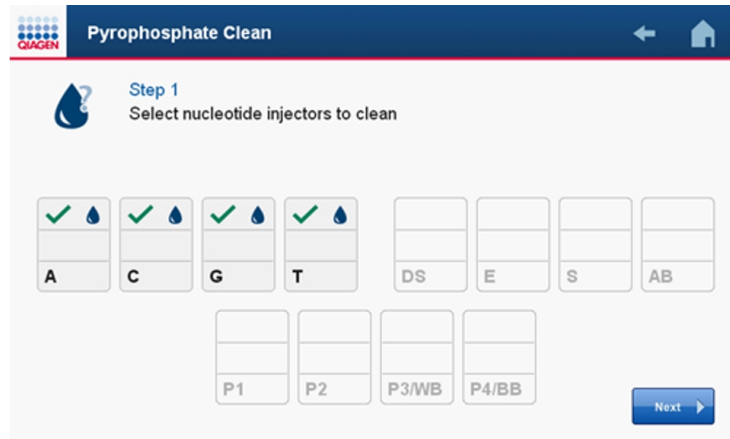 QIAGEN
Pyrophosphate Clean
Step 1
Select nucleotide injectors to clean
A C G T DS E S AB
P1 P2 P3/WB P4/BB
Next